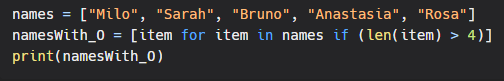 names = ["Milo", "Sarah", "Bruno", "Anastasia", "Rosa"]
namesWith_O = [item for item in names if (len(item) > 4)]
print(namesWith_O)